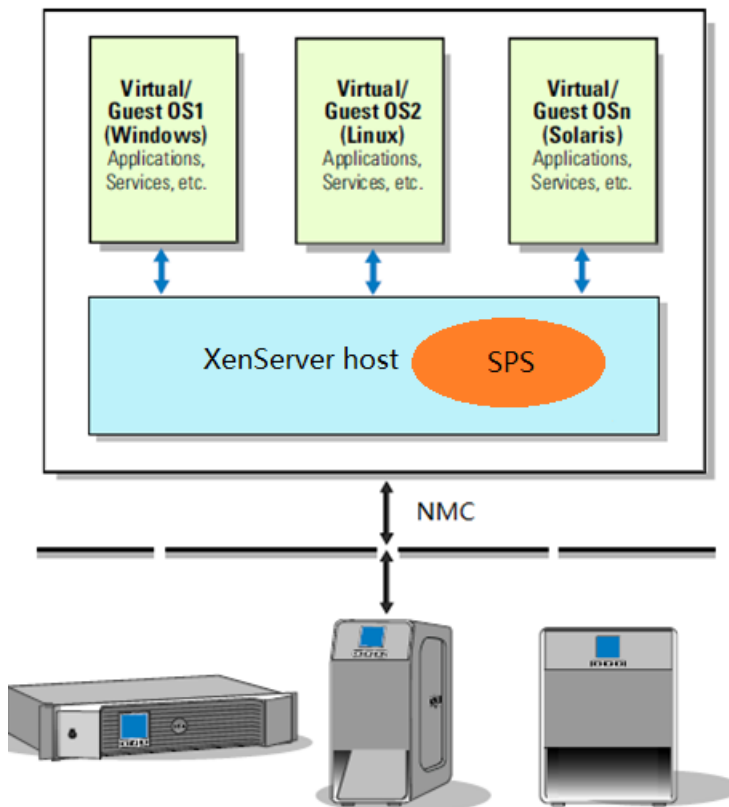 Virtual/
Guest OS1
(Windows)
Applications,
Services, etc.
Virtual/
Guest OS2
(Linux)
Applications,
Services, etc.
Virtual/
Guest OSn
(Solaris)
Applications,
Services, etc.
XenServer host
SPS
NMC